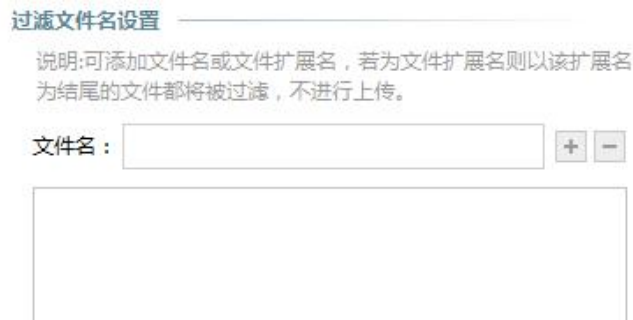 过滤文件名设置
说明:可添加文件名或文件扩展名，若为文件扩展名则以该扩展名
为结尾的文件都将被过滤，不进行上传。
文件名：